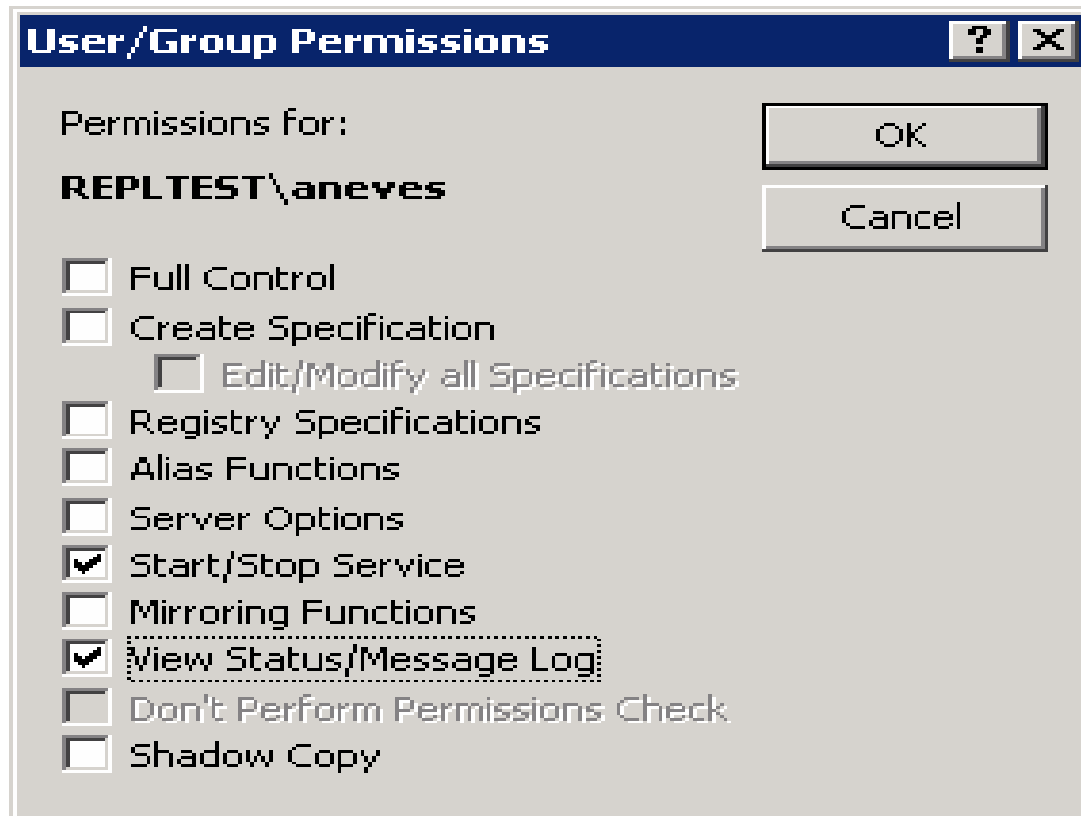 User/Group Permissions
Permissions for:
OK
REPLTEST\aneves
Cancel
Full Control
Create Specification
Edit/Modify all Specifications
Registry Specifications
Alias Functions
Server Options
Start/Stop Service
Mirroring Functions
View Status/Message Log
Don't Perform Permissions Check
Shadow Copy